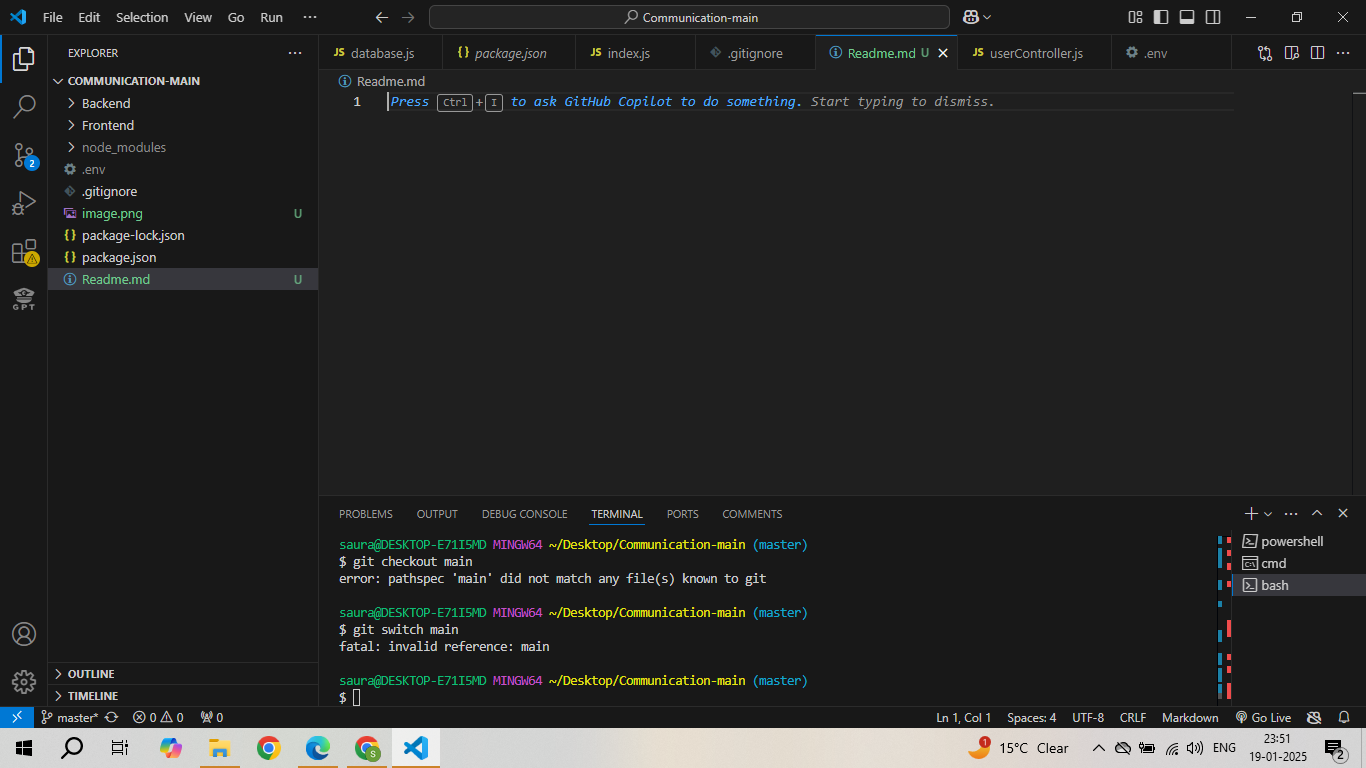 File Edit Selection View Go Run ··· Communication-main
EXPLORER ···
COMMUNICATION-MAIN
Backend
Frontend
node_modules
.env
.gitignore
image.png U
package-lock.json
package.json
Readme.md U
OUTLINE
TIMELINE
JS database.js {} package.json JS index.js .gitignore Readme.md U JS userController.js .env
Readme.md
1 Press Ctrl + I to ask GitHub Copilot to do something. Start typing to dismiss.
PROBLEMS OUTPUT DEBUG CONSOLE TERMINAL PORTS COMMENTS
saura@DESKTOP-E71I5MD MINGW64 ~/Desktop/Communication-main (master)
$ git checkout main
error: pathspec 'main' did not match any file(s) known to git
saura@DESKTOP-E71I5MD MINGW64 ~/Desktop/Communication-main (master)
$ git switch main
fatal: invalid reference: main
saura@DESKTOP-E71I5MD MINGW64 ~/Desktop/Communication-main (master)
$
powershell
cmd
bash
2
GPT
master* 0 0 0 Ln 1, Col 1 Spaces: 4 UTF-8 CRLF Markdown Go Live
S 1 15°C Clear ENG 23:51
19-01-2025 2